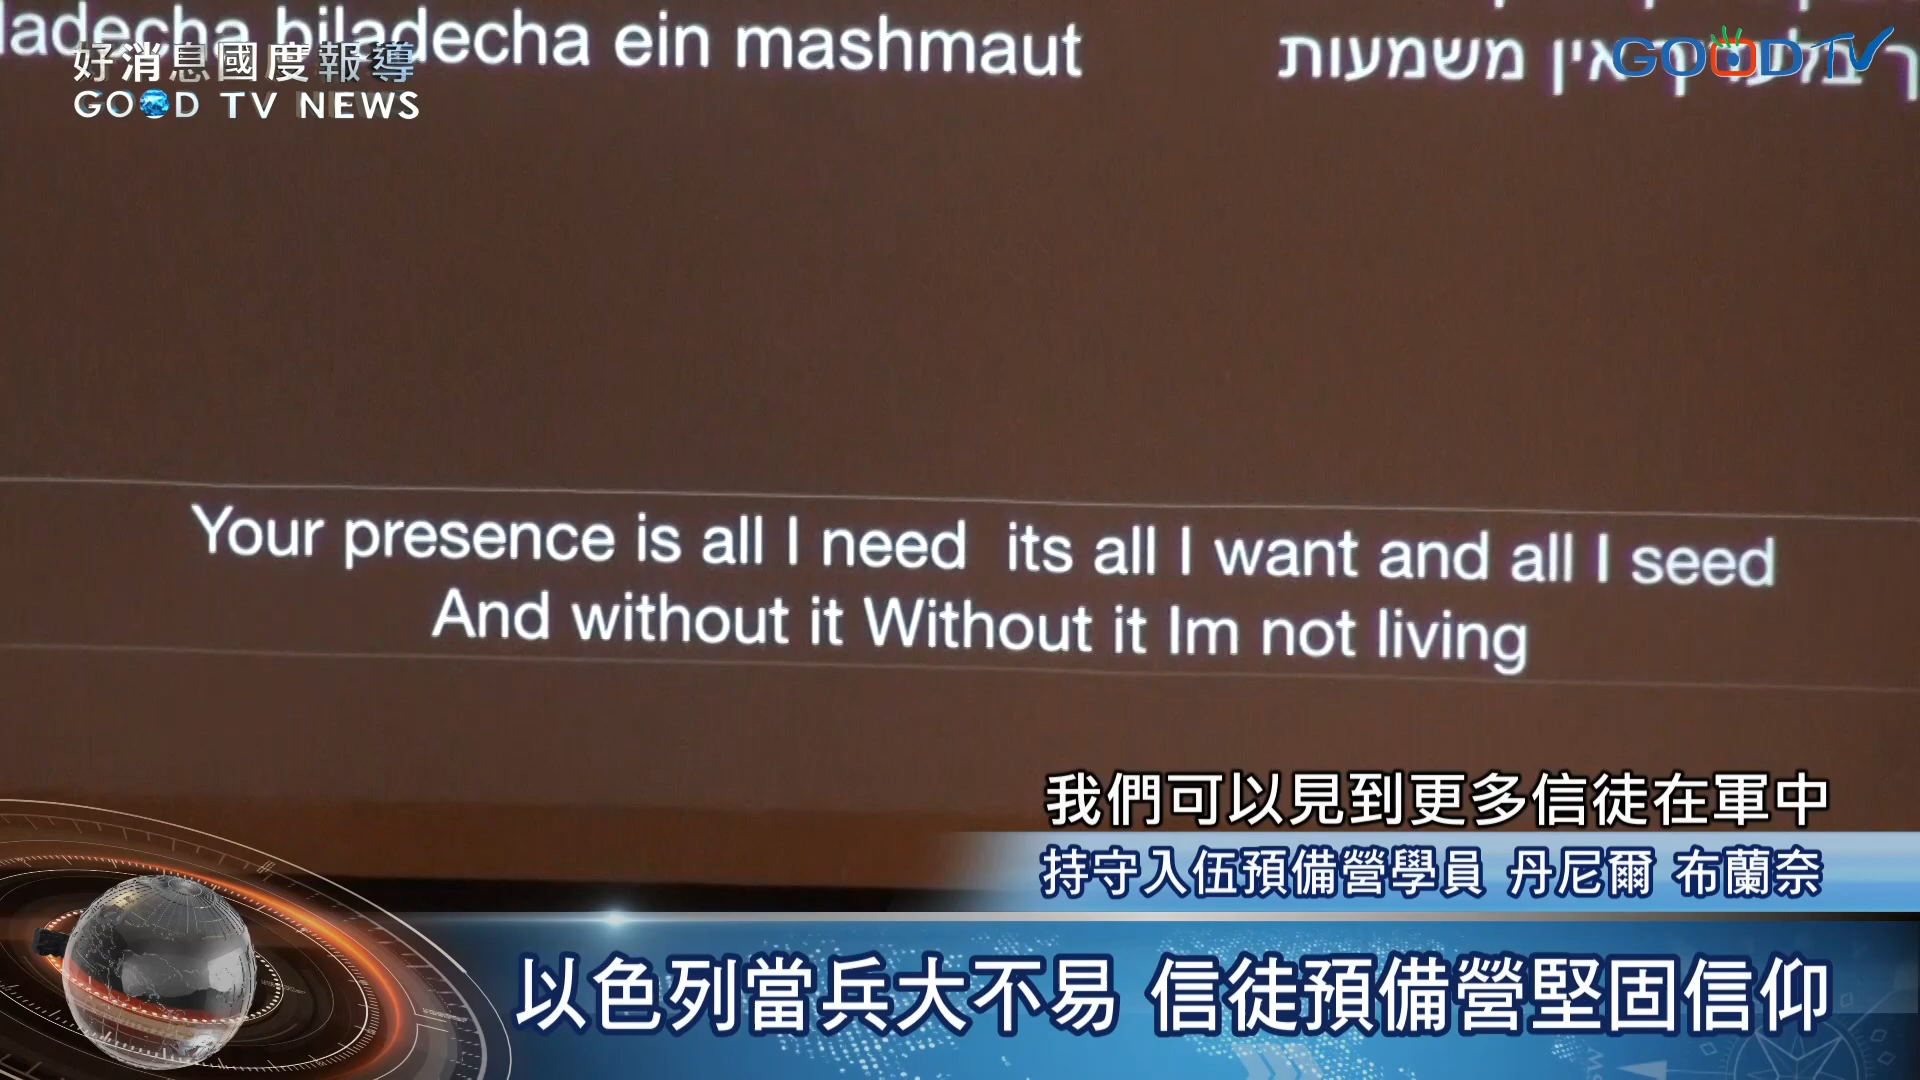 biladecha ein mashmaut
אין משמעות
好消息國度報導
GOOD TV NEWS
GOODTV
Your presence is all I need its all I want and all I seed
And without it Without it Im not living
我們可以見到更多信徒在軍中
持守入伍預備營學員 丹尼爾 布蘭奈
以色列當兵大不易 信徒預備營堅固信仰